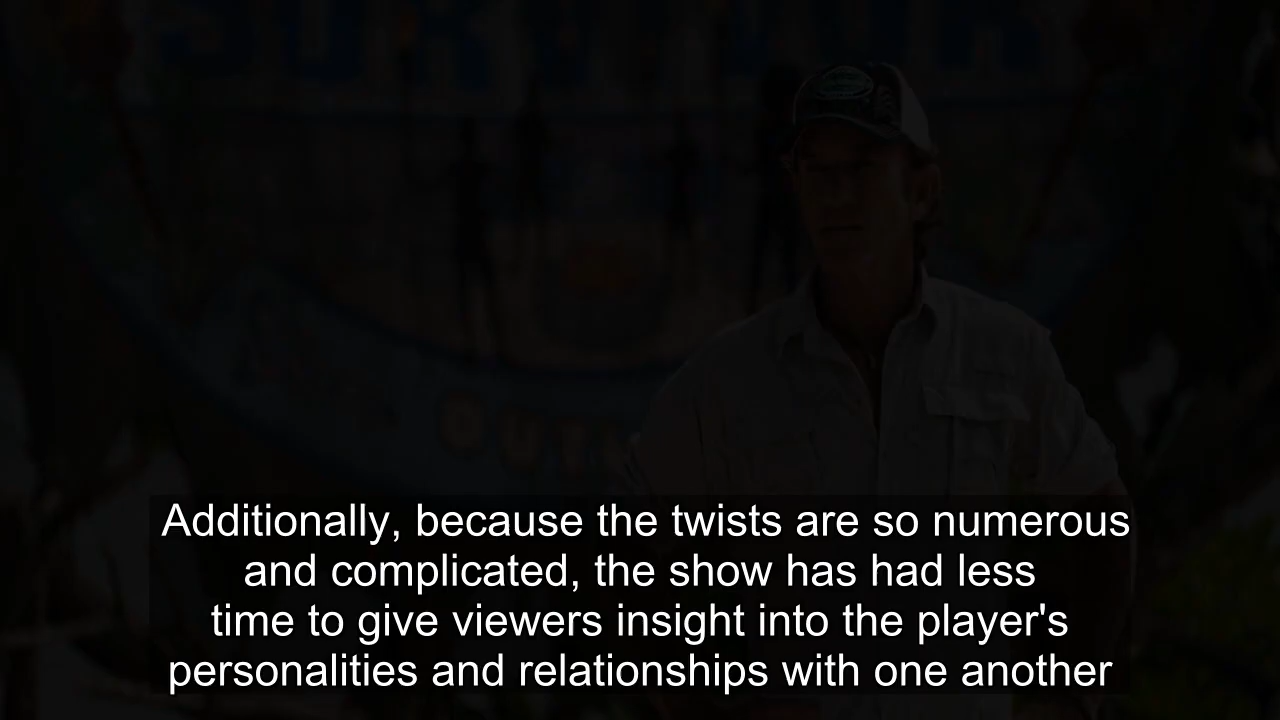 Additionally, because the twists are so numerous
and complicated, the show has had less
time to give viewers insight into the player's
personalities and relationships with one another